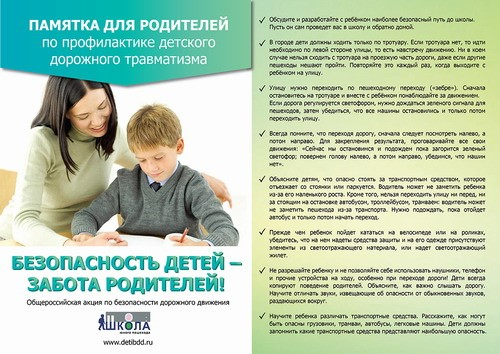 ПАМЯТКА ДЛЯ РОДИТЕЛЕЙ
по профилактике детского
дорожного травматизма
БЕЗОПАСНОСТЬ ДЕТЕЙ –
ЗАБОТА РОДИТЕЛЕЙ!
Общероссийская акция по безопасности дорожного движения
ШКОЛА
юного пешехода
www.detibdd.ru
Обсудите и разработайте с ребёнком наиболее безопасный путь до школы.
Пусть он сам проведет вас в школу и обратно домой.
В городе дети должны ходить только по тротуару. Если тротуара нет, то идти
необходимо по левой стороне улицы, то есть навстречу движению. Ни в коем
случае нельзя сходить с тротуара на проезжую часть дороги, даже если другие
пешеходы мешают пройти. Повторяйте это каждый раз, когда выходите с
ребёнком на улицу.
Улицу нужно переходить по пешеходному переходу («зебре»). Сначала
остановитесь на тротуаре и вместе с ребёнком понаблюдайте за движением.
Если дорога регулируется светофором, нужно дождаться зеленого сигнала для
пешеходов, затем убедиться, что все машины остановились и только потом
переходить улицу.
Всегда помните, что переходя дорогу, сначала следует посмотреть налево, а
потом направо. Для закрепления результата, проговаривайте все свои
движения: «Сейчас мы остановимся и подождем пока загорится зеленый
светофор; повернем голову налево, а потом направо, убедимся, что машин
нет».
Объясните детям, что опасно стоять за транспортным средством, которое
отъезжает со стоянки или паркуется. Водитель может не заметить ребенка
из-за его маленького роста. Кроме того, нельзя переходить улицу ни перед, ни
за стоящим на остановке автобусом, троллейбусом, трамваем: водитель может
не заметить пешехода из-за транспорта. Нужно подождать, пока отойдет
автобус и только потом начал переход.
Прежде чем ребенок пойдет кататься на велосипеде или на роликах,
убедитесь, что на нем надеты средства защиты и на его одежде присутствуют
элементы из светоотражающего материала, или надет светоотражающий
жилет.
Не разрешайте ребенку и не позволяйте себе использовать наушники, телефон
и прочие устройства на ходу, особенно при переходе дороги! Дети всегда
копируют поведение родителей. Объясните, как важно слышать дорогу.
Научите отличать звуки, извещающие об опасности от обыкновенных звуков,
раздающихся вокруг.
Научите ребенка различать транспортные средства. Расскажите, как могут
быть опасны грузовики, трамваи, автобусы, легковые машины. Дети должны
запомнить какие транспортные средства представляют наибольшую опасность.